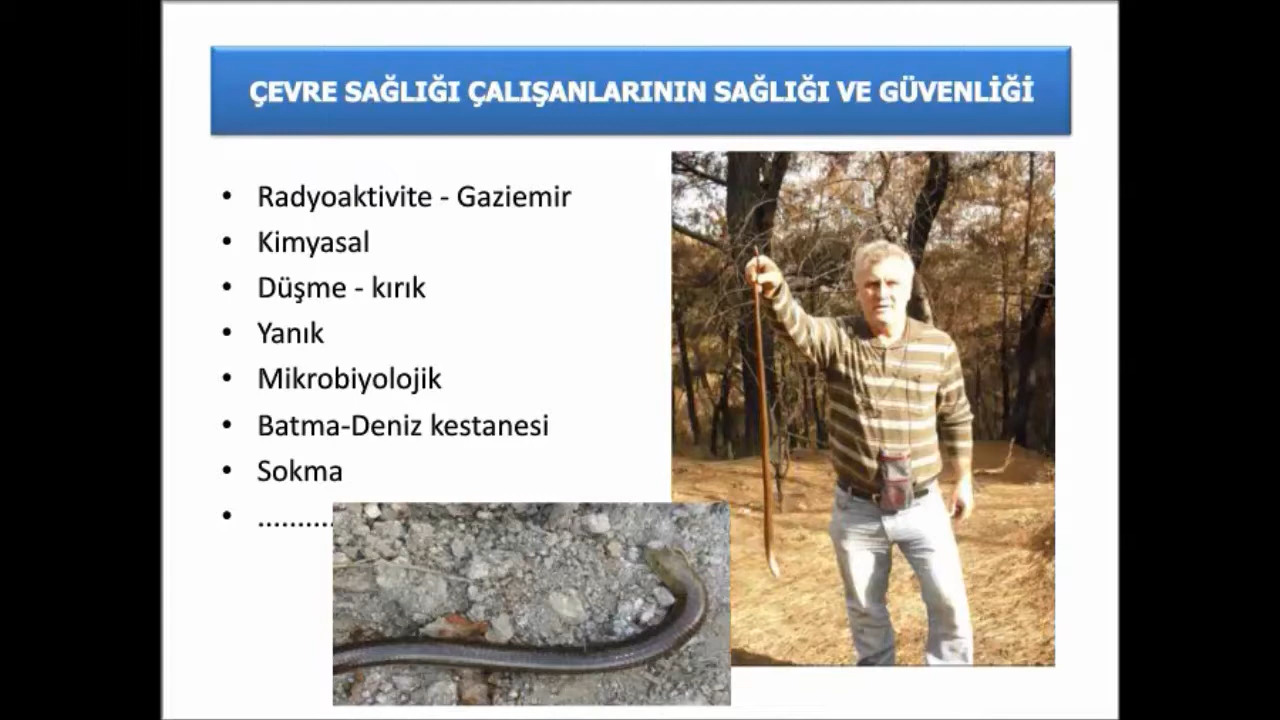 ÇEVRE SAĞLIĞI ÇALIŞANLARININ SAĞLIĞI VE GÜVENLİĞİ
• Radyoaktivite - Gaziemir
• Kimyasal
• Düşme - kırık
• Yanık
• Mikrobiyolojik
• Batma-Deniz kestanesi
• Sokma
• ..........